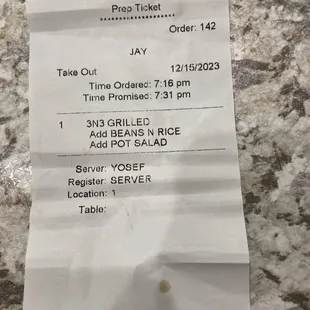 Prep Ticket
********************
Order: 142
JAY
Take Out 12/15/2023
Time Ordered: 7:16 pm
Time Promised: 7:31 pm
1 3N3 GRILLED
Add BEANS N RICE
Add POT SALAD
Server: YOSEF
Register: SERVER
Location: 1
Table: